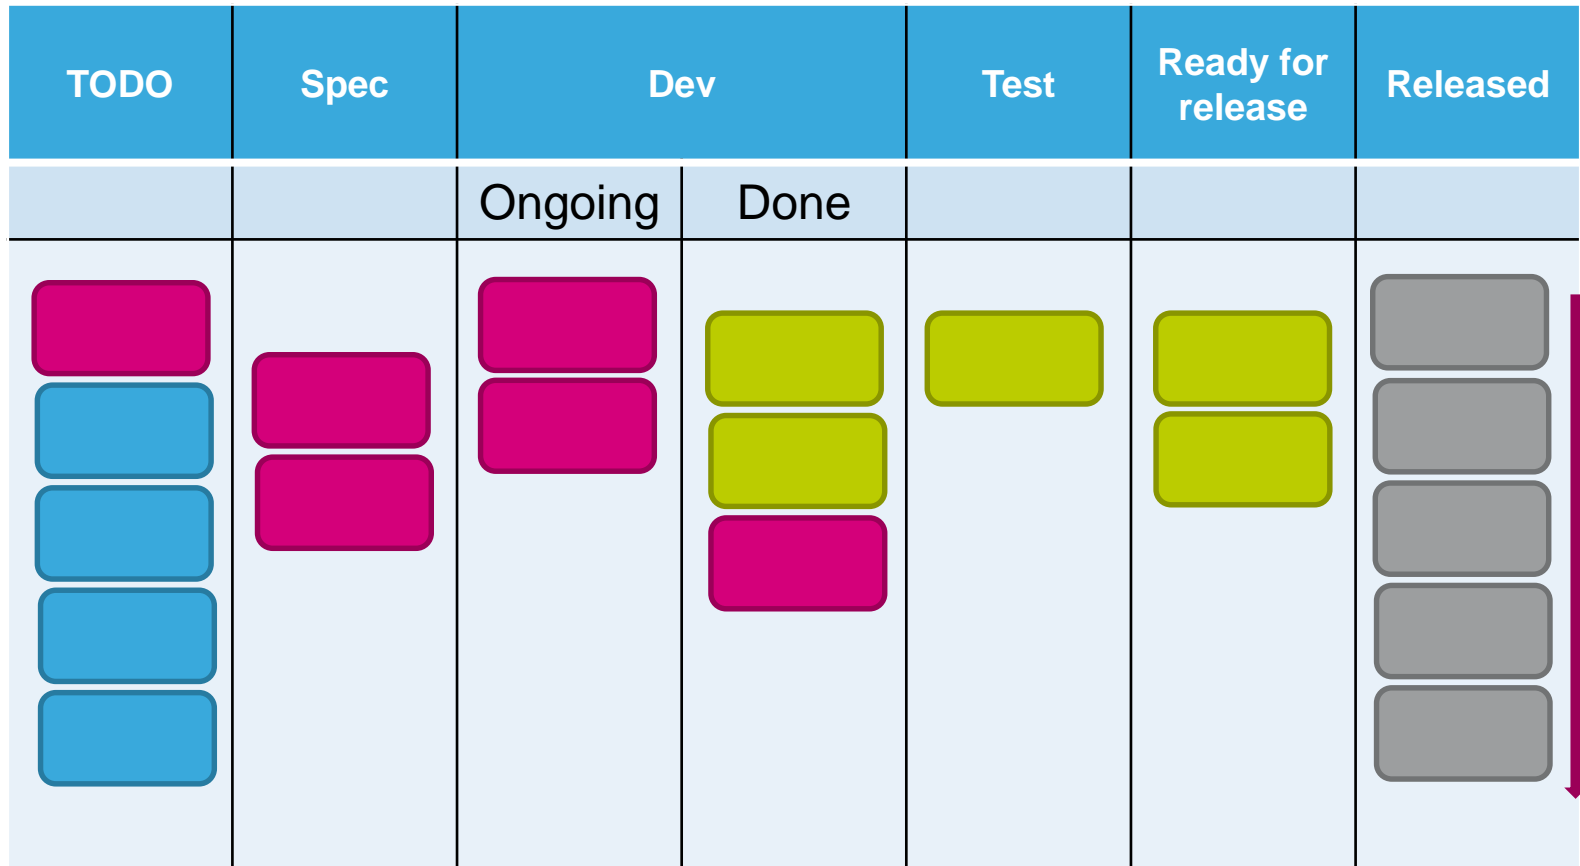 TODO
Spec
Dev
Test
Ready for
release
Released
Ongoing
Done